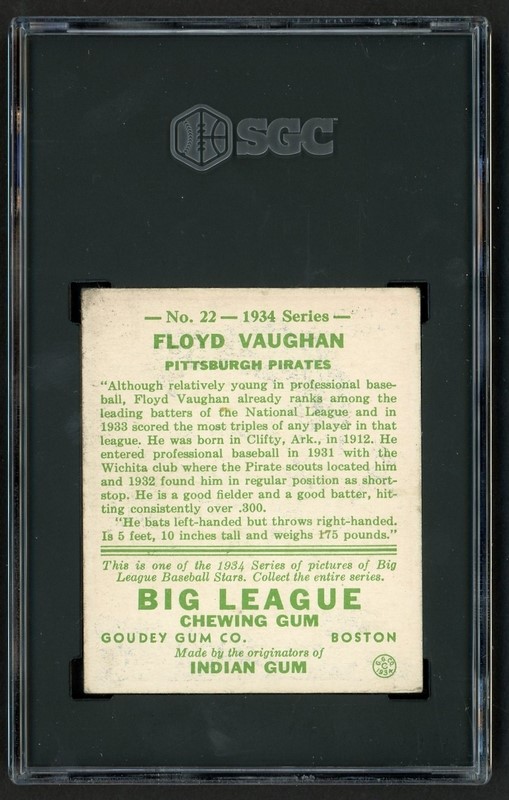 SGC
— No. 22 — 1934 Series —
FLOYD VAUGHAN
PITTSBURGH PIRATES
"Although relatively young in professional base-
ball, Floyd Vaughan already ranks among the
leading batters of the National League and in
1933 scored the most triples of any player in that
league. He was born in Clifty, Ark., in 1912. He
entered professional baseball in 1931 with the
Wichita club where the Pirate scouts located him
and 1932 found him in regular position as short-
stop. He is a good fielder and a good batter, hit-
ting consistently over .300.
"He bats left-handed but throws right-handed.
Is 5 feet, 10 inches tall and weighs 175 pounds."
This is one of the 1934 Series of pictures of Big
League Baseball Stars. Collect the entire series.
BIG LEAGUE
CHEWING GUM
GOUDEY GUM CO. BOSTON
Made by the originators of
INDIAN GUM